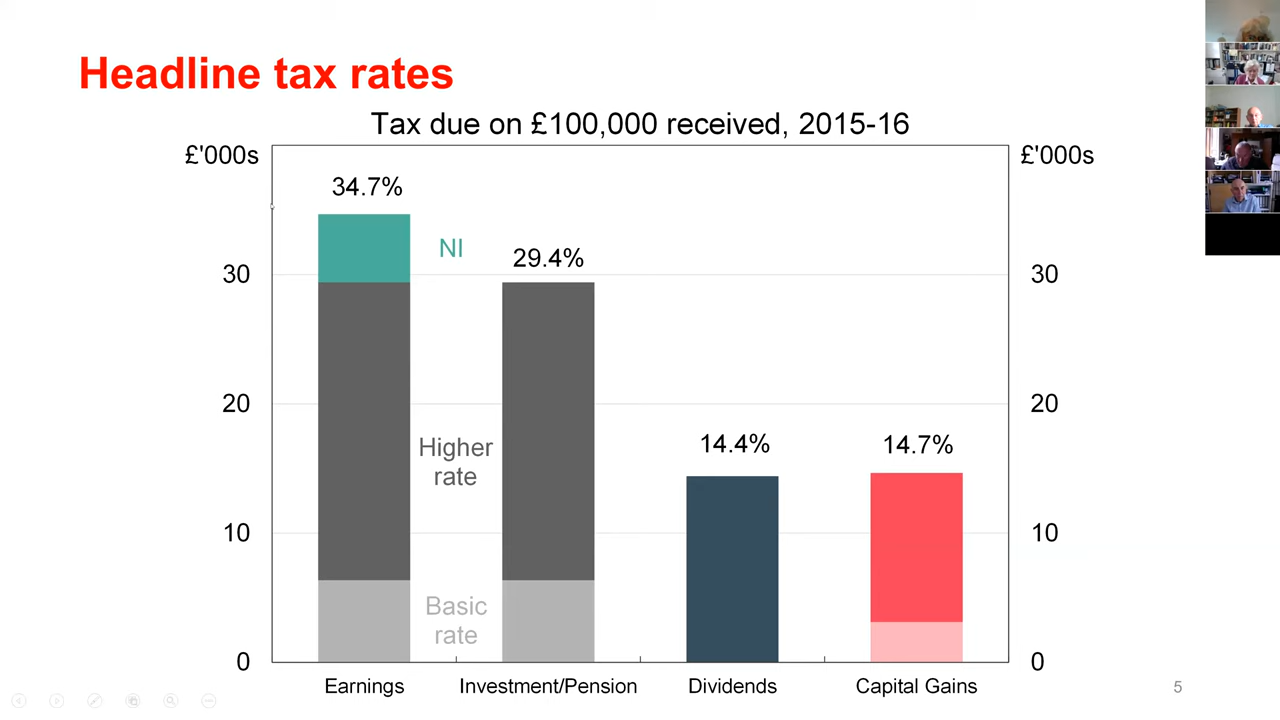 Headline tax rates
Tax due on £100,000 received, 2015-16
£'000s
£'000s
34.7%
NI
29.4%
30
30
20
20
Higher
rate
14.4%
14.7%
10
10
Basic
rate
0
0
Earnings
Investment/Pension
Dividends
Capital Gains
5